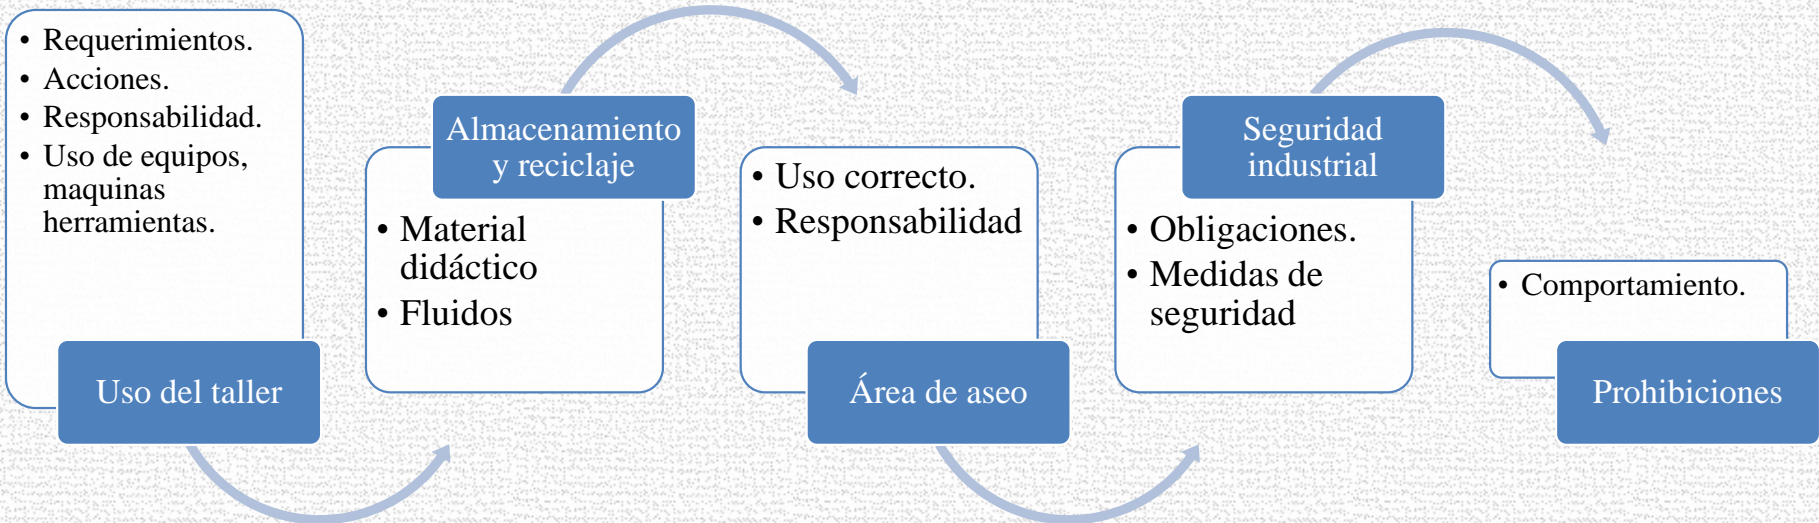 • Requerimientos.
• Acciones.
• Responsabilidad.
• Uso de equipos,
maquinas
herramientas.
Uso del taller
Almacenamiento
y reciclaje
• Material
didáctico
• Fluidos
• Uso correcto.
• Responsabilidad
Área de aseo
Seguridad
industrial
• Obligaciones.
• Medidas de
seguridad
• Comportamiento.
Prohibiciones